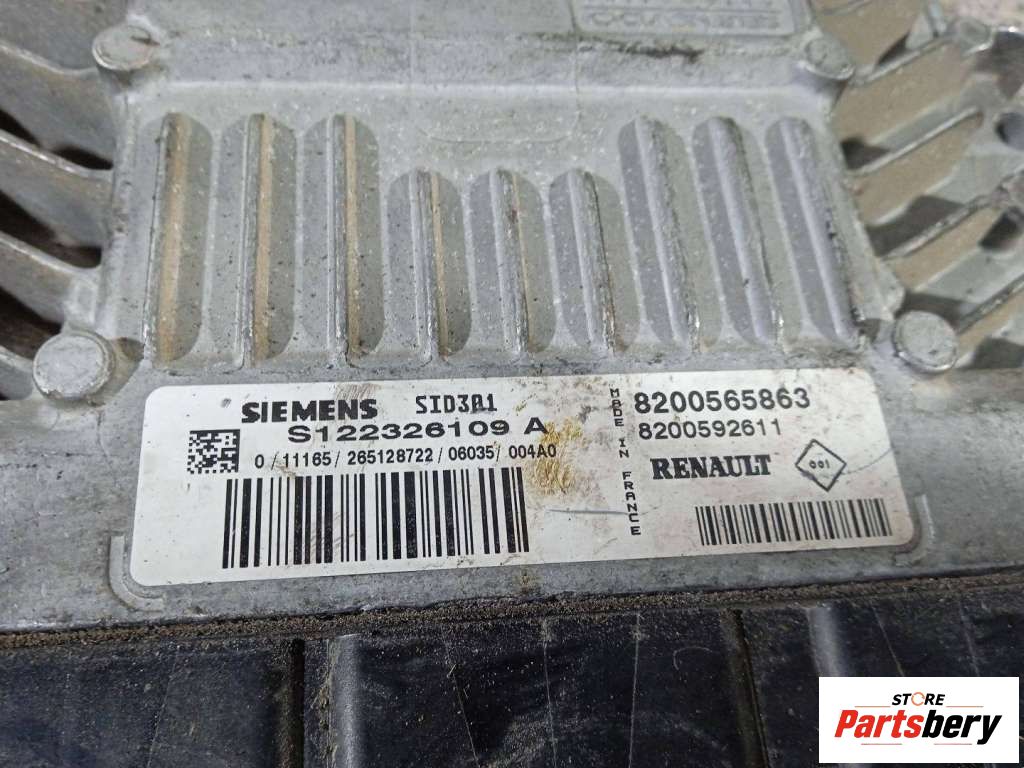 SIEMENS SID301
S122326109 A
0 / 11165 / 265128722 / 06035 / 004A0
MADE IN FRANCE
8200565863
8200592611
RENAULT 001
STORE
Partsbery